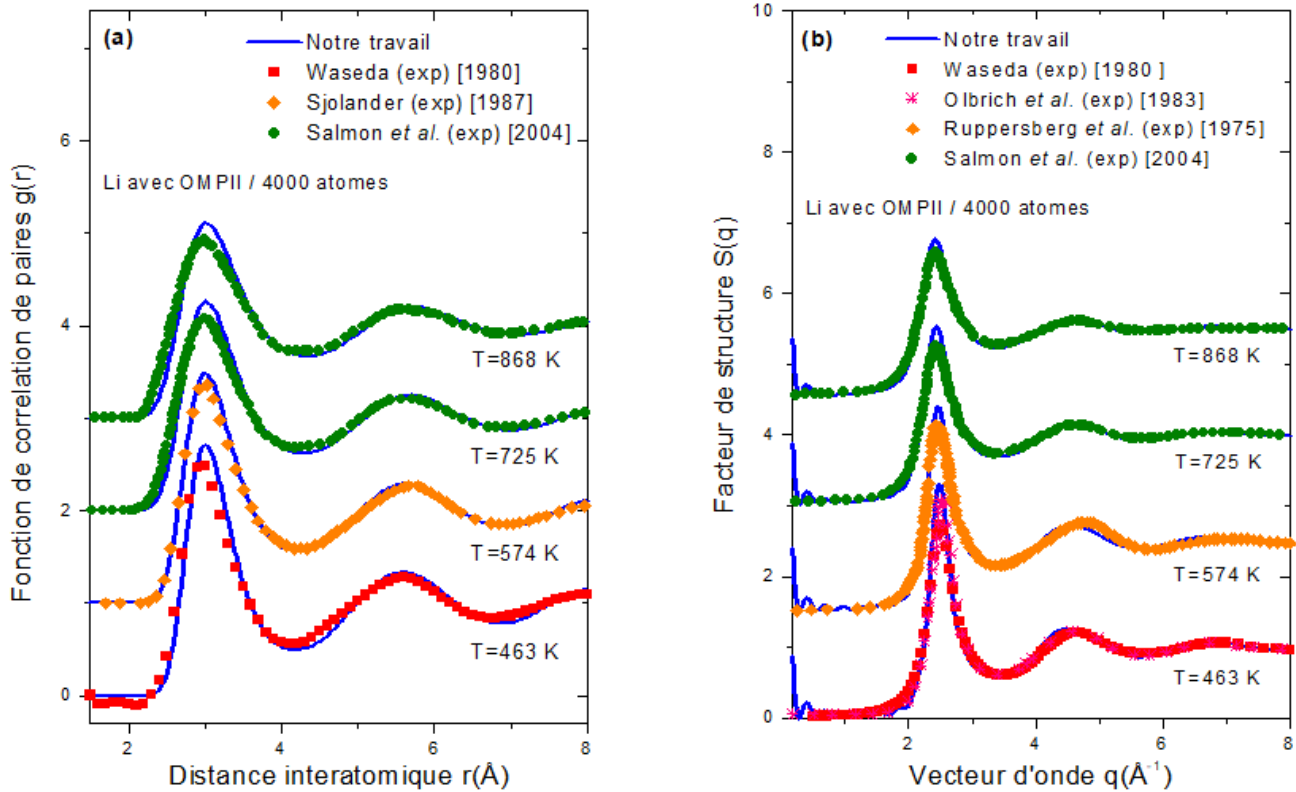 (a)
Notre travail
Waseda (exp) [1980]
Sjolander (exp) [1987]
Salmon et al. (exp) [2004]
Li avec OMPII / 4000 atomes
T=868 K
T=725 K
T=574 K
T=463 K
6
4
2
0
2
4
6
8
Fonction de correlation de paires g(r)
Distance interatomique r(Å)
(b)
Notre travail
Waseda (exp) [1980 ]
Olbrich et al. (exp) [1983]
Ruppersberg et al. (exp) [1975]
Salmon et al. (exp) [2004]
Li avec OMPII / 4000 atomes
T=868 K
T=725 K
T=574 K
T=463 K
10
8
6
4
2
0
2
4
6
8
Facteur de structure S(q)
Vecteur d'onde q(Å⁻¹)